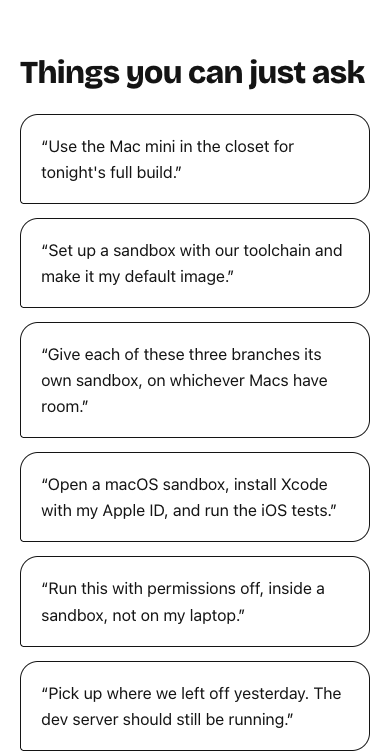 Things you can just ask
“Use the Mac mini in the closet for
tonight's full build.”
“Set up a sandbox with our toolchain and
make it my default image.”
“Give each of these three branches its
own sandbox, on whichever Macs have
room.”
“Open a macOS sandbox, install Xcode
with my Apple ID, and run the iOS tests.”
“Run this with permissions off, inside a
sandbox, not on my laptop.”
“Pick up where we left off yesterday. The
dev server should still be running.”